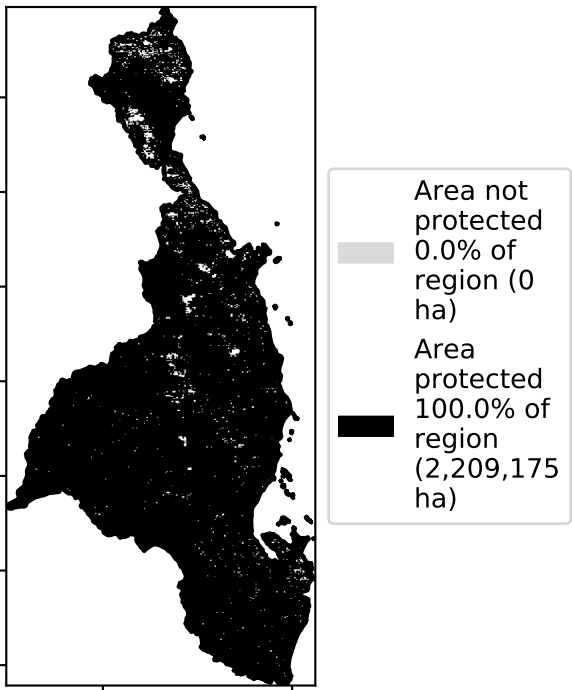 Area not
protected
0.0% of
region (0
ha)
Area
protected
100.0% of
region
(2,209,175
ha)